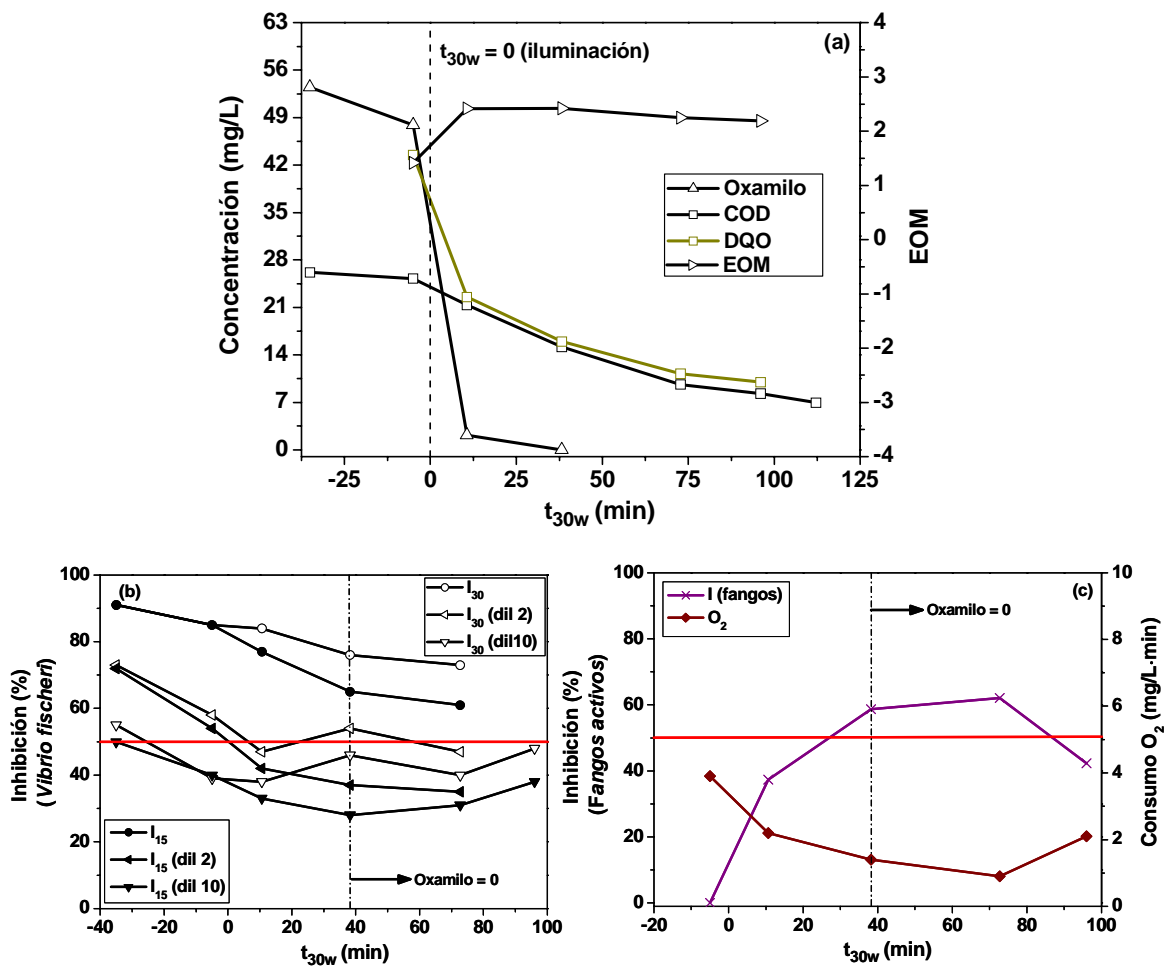 (a)
t30w = 0 (iluminación)
63
56
49
42
35
28
21
14
7
0
Concentración (mg/L)
4
3
2
1
0
-1
-2
-3
-4
EOM
Oxamilo
COD
DQO
EOM
-25
0
25
50
75
100
125
t30w (min)
(b)
100
80
60
40
20
0
Inhibición (%)
(Vibrio fischeri)
I30
I30 (dil 2)
I30 (dil10)
I15
I15 (dil 2)
I15 (dil 10)
Oxamilo = 0
-40
-20
0
20
40
60
80
100
t30w (min)
(c)
100
80
60
40
20
0
Inhibición (%)
(Fangos activos)
I (fangos)
O2
Oxamilo = 0
10
8
6
4
2
0
Consumo O2 (mg/L·min)
-20
0
20
40
60
80
100
t30w (min)